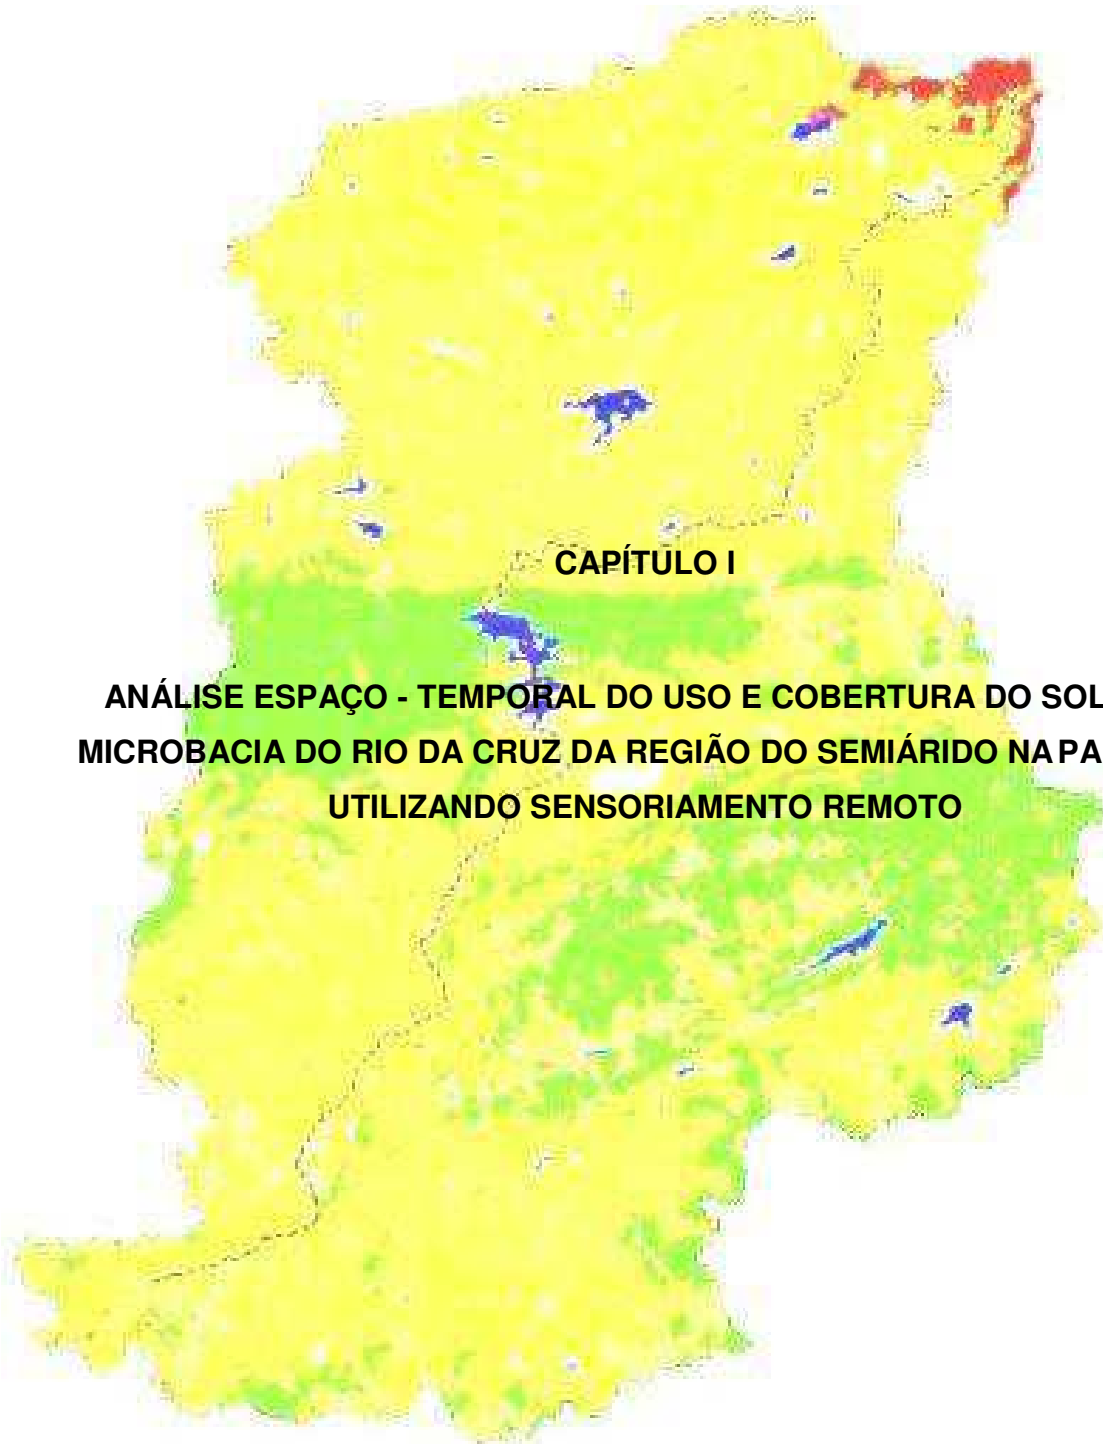 CAPÍTULO I
ANÁLISE ESPAÇO - TEMPORAL DO USO E COBERTURA DO SOL
MICROBACIA DO RIO DA CRUZ DA REGIÃO DO SEMIÁRIDO NA PA
UTILIZANDO SENSORIAMENTO REMOTO